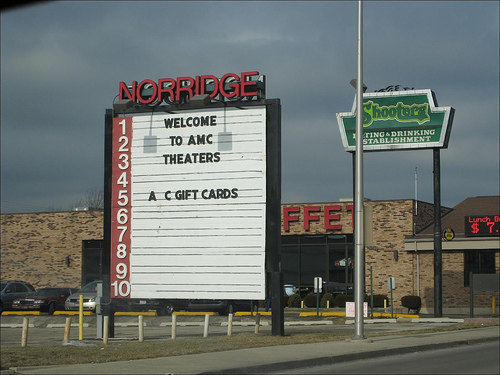 NORRIDGE
1
2
3
4
5
6
7
8
9
10
WELCOME
TO AMC
THEATERS
A C GIFT CARDS
FFE
Shooters
EATING & DRINKING
ESTABLISHMENT
Lunch B
$ 7.